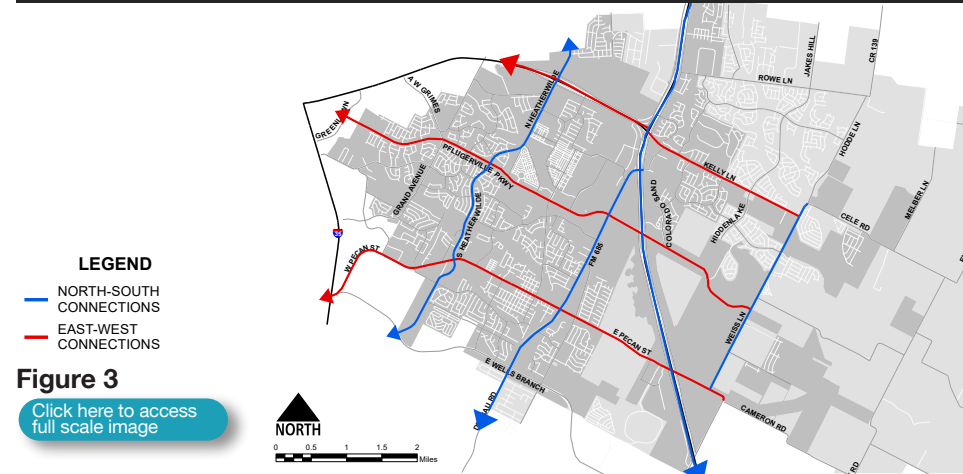 JAKES HILL
CR 139
ROWE LN
A W GRIMES
N HEATHERWILDE
GREENLAWN
HODDE LN
PFLUGERVILLE PKWY
KELLY LN
GRAND AVENUE
MELBER LN
SAND
COLORADO
HIDDENLAKE
CELE RD
S HEATHERWILDE
35
FM 685
W PECAN ST
LEGEND
NORTH-SOUTH
CONNECTIONS
EAST-WEST
CONNECTIONS
WEISS LN
E PECAN ST
E WELLS BRANCH
Figure 3
Click here to access
full scale image
CAMERON RD
NORTH
0 0.5 1 1.5 2
Miles
RD